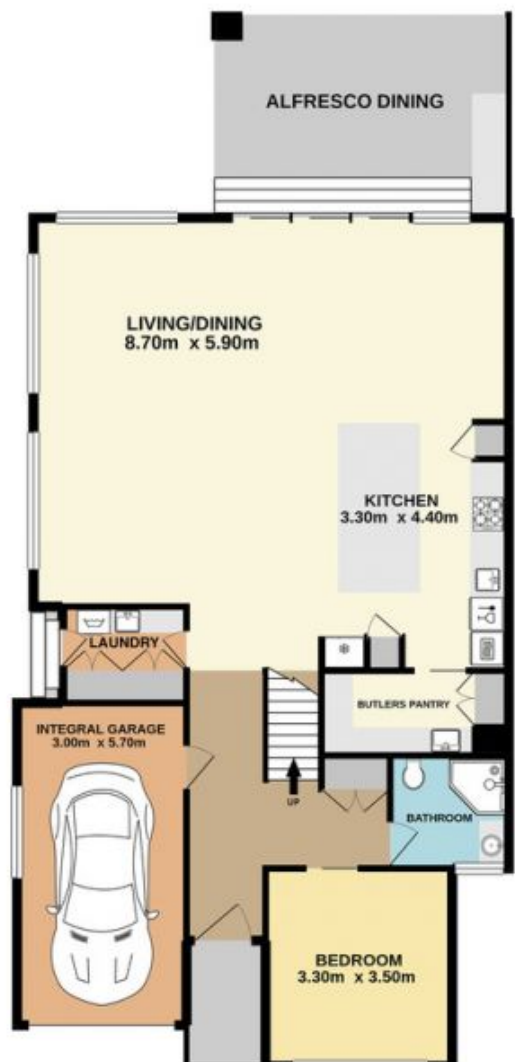 ALFRESCO DINING
LIVING/DINING
8.70m x 5.90m
KITCHEN
3.30m x 4.40m
LAUNDRY
BUTLERS PANTRY
INTEGRAL GARAGE
3.00m x 5.70m
UP
BATHROOM
BEDROOM
3.30m x 3.50m